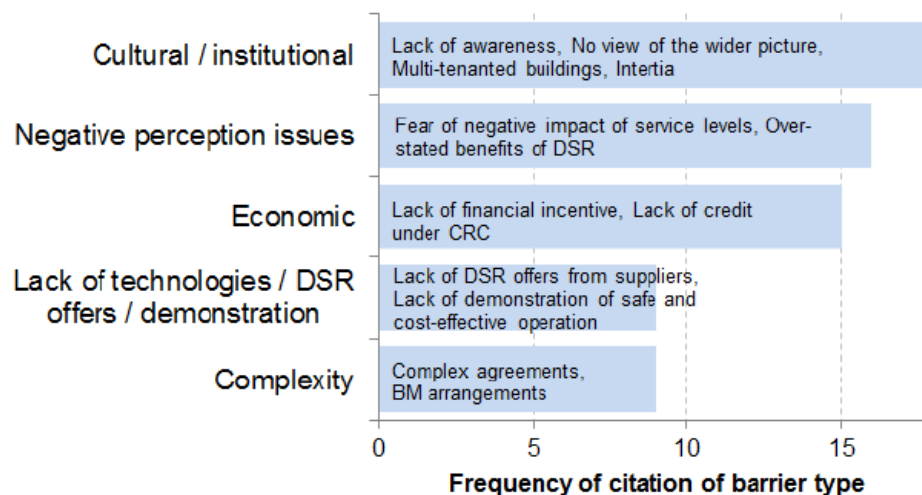 Cultural / institutional
Lack of awareness, No view of the wider picture,
Multi-tenanted buildings, Intertia
Negative perception issues
Fear of negative impact of service levels, Over-
stated benefits of DSR
Economic
Lack of financial incentive, Lack of credit
under CRC
Lack of technologies / DSR
offers / demonstration
Lack of DSR offers from suppliers,
Lack of demonstration of safe and
cost-effective operation
Complexity
Complex agreements,
BM arrangements
0 5 10 15
Frequency of citation of barrier type